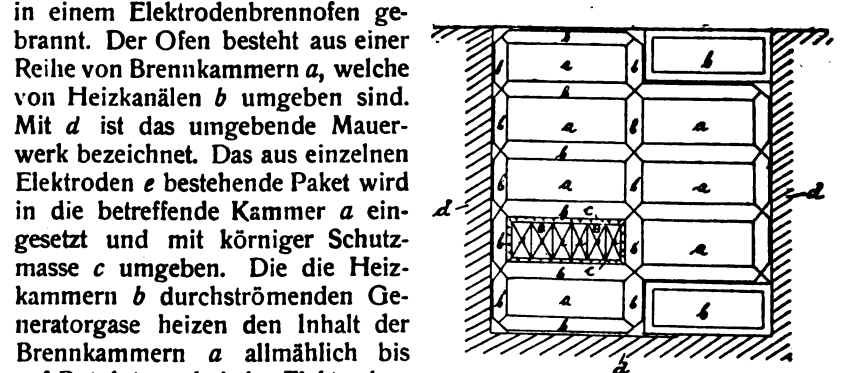 in einem Elektrodenbrennofen ge-
brannt. Der Ofen besteht aus einer
Reihe von Brennkammern a, welche
von Heizkanälen b umgeben sind.
Mit d ist das umgebende Mauer-
werk bezeichnet. Das aus einzelnen
Elektroden e bestehende Paket wird
in die betreffende Kammer a ein-
gesetzt und mit körniger Schutz-
masse c umgeben. Die die Heiz-
kammern b durchströmenden Ge-
neratorgase heizen den Inhalt der
Brennkammern a allmählich bis
b
b
a
b
b
b
b
a
b
a
b
b
a
b
a
d
d
b
c
b
a
c
b
b
a
b
b
b
d